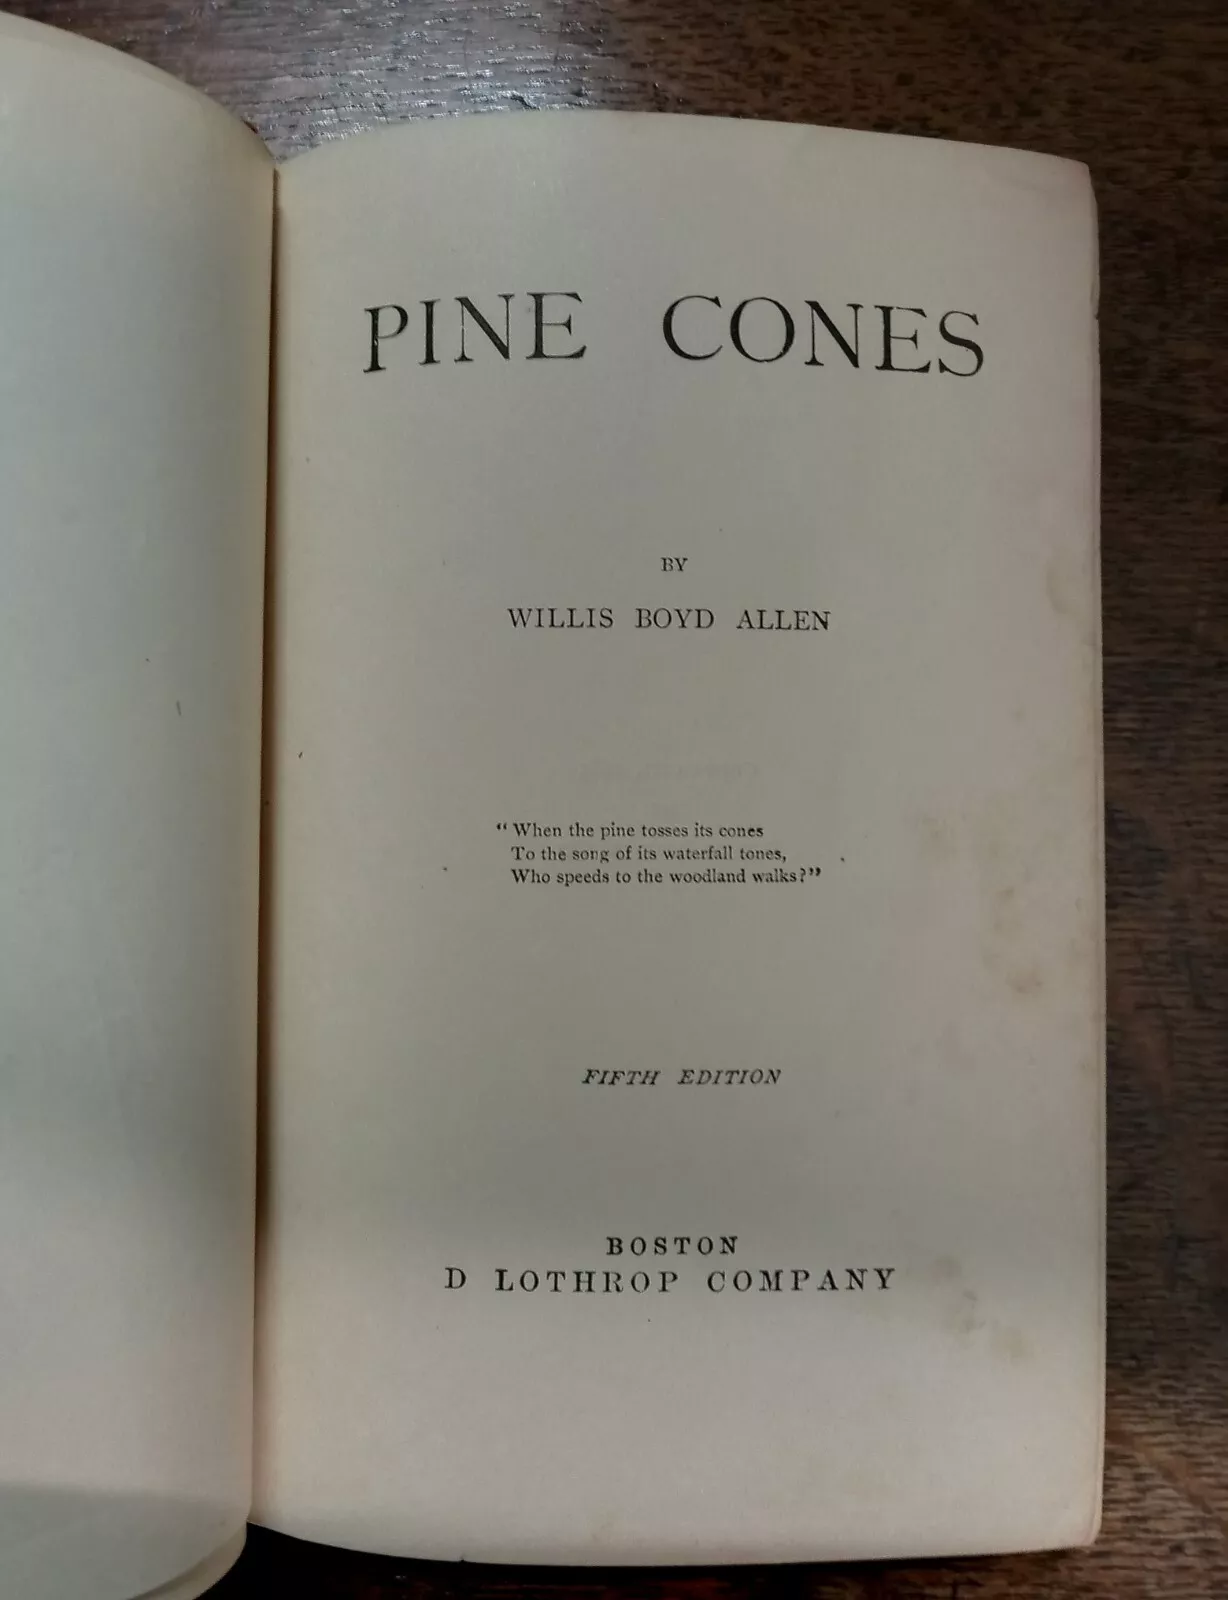 PINE CONES
BY
WILLIS BOYD ALLEN
“ When the pine tosses its cones
To the song of its waterfall tones,
Who speeds to the woodland walks?”
FIFTH EDITION
BOSTON
D LOTHROP COMPANY